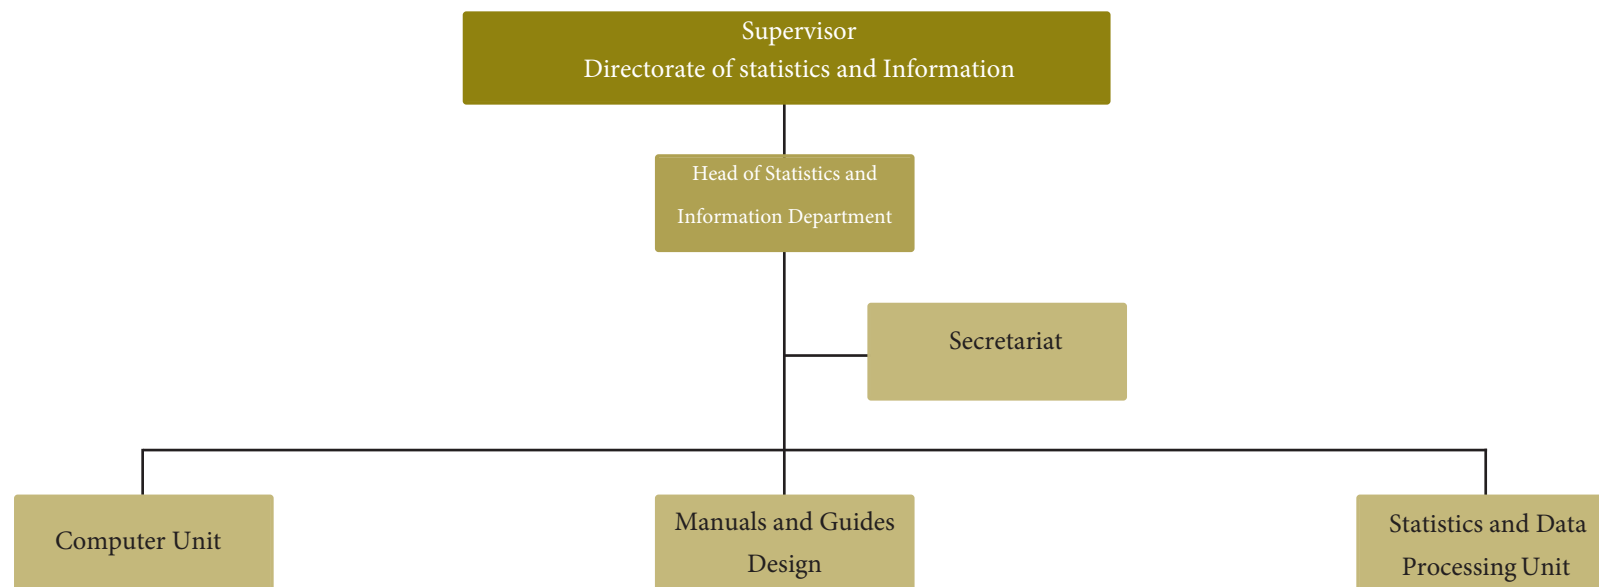 Supervisor
Directorate of statistics and Information
Head of Statistics and
Information Department
Secretariat
Computer Unit
Manuals and Guides
Design
Statistics and Data
Processing Unit